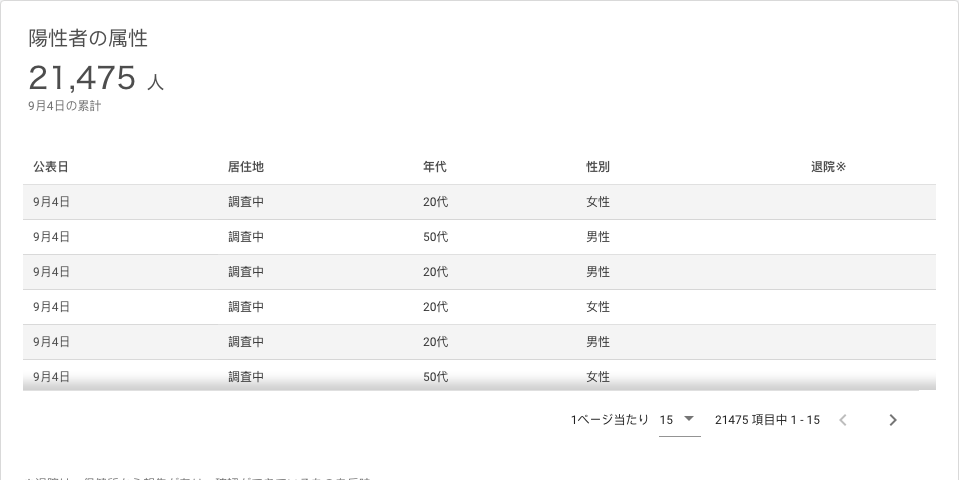 陽性者の属性
21,475 人
9月4日の累計
公表日 居住地 年代 性別 退院※
9月4日 調査中 20代 女性
9月4日 調査中 50代 男性
9月4日 調査中 20代 男性
9月4日 調査中 20代 女性
9月4日 調査中 20代 男性
9月4日 調査中 50代 女性
1ページ当たり 15 21475 項目中 1 - 15